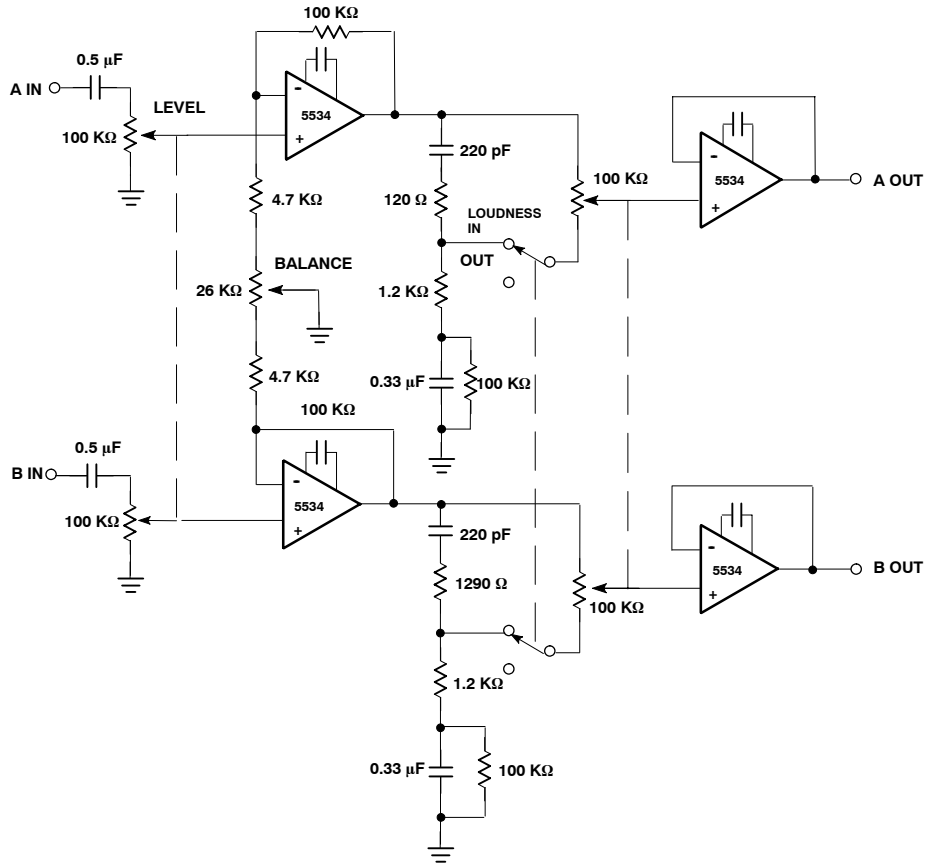 100 KΩ
0.5 µF
A IN
LEVEL
100 KΩ
-
5534
+
220 pF
100 KΩ
-
5534
+
A OUT
4.7 KΩ
120 Ω
LOUDNESS
IN
OUT
BALANCE
26 KΩ
1.2 KΩ
4.7 KΩ
0.33 µF
100 KΩ
100 KΩ
0.5 µF
B IN
100 KΩ
-
5534
+
220 pF
-
5534
+
B OUT
1290 Ω
100 KΩ
1.2 KΩ
0.33 µF
100 KΩ